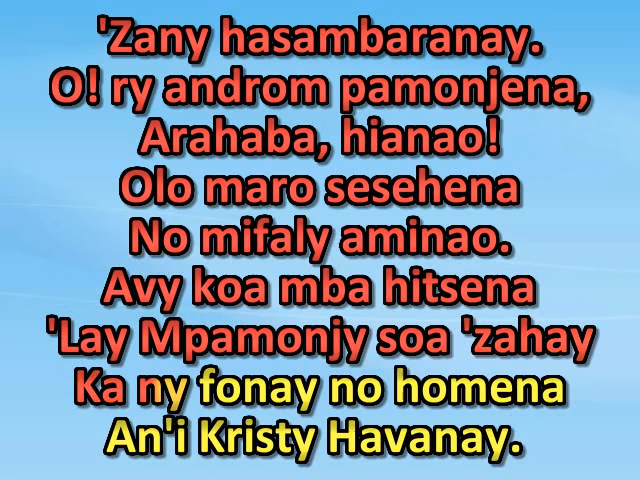 'Zany hasambaranay.
O! ry androm pamonjena,
Arahaba, hianao!
Olo maro sesehena
No mifaly aminao.
Avy koa mba hitsena
'Lay Mpamonjy soa 'zahay
Ka ny fonay no homena
An'i Kristy Havanay.